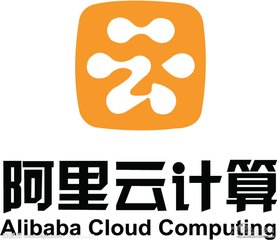 阿里云计算
Alibaba Cloud Computing